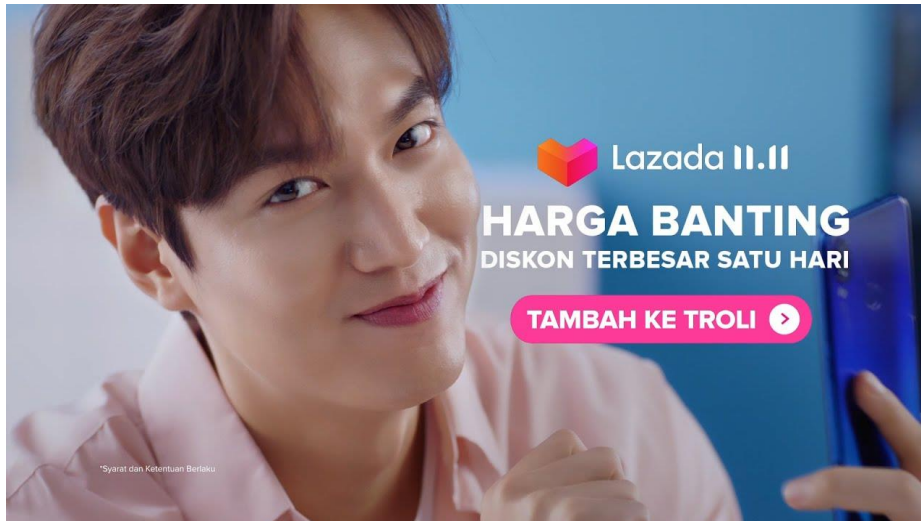 Lazada 11.11
HARGA BANTING
DISKON TERBESAR SATU HARI
TAMBAH KE TROLI
*Syarat dan Ketentuan Berlaku